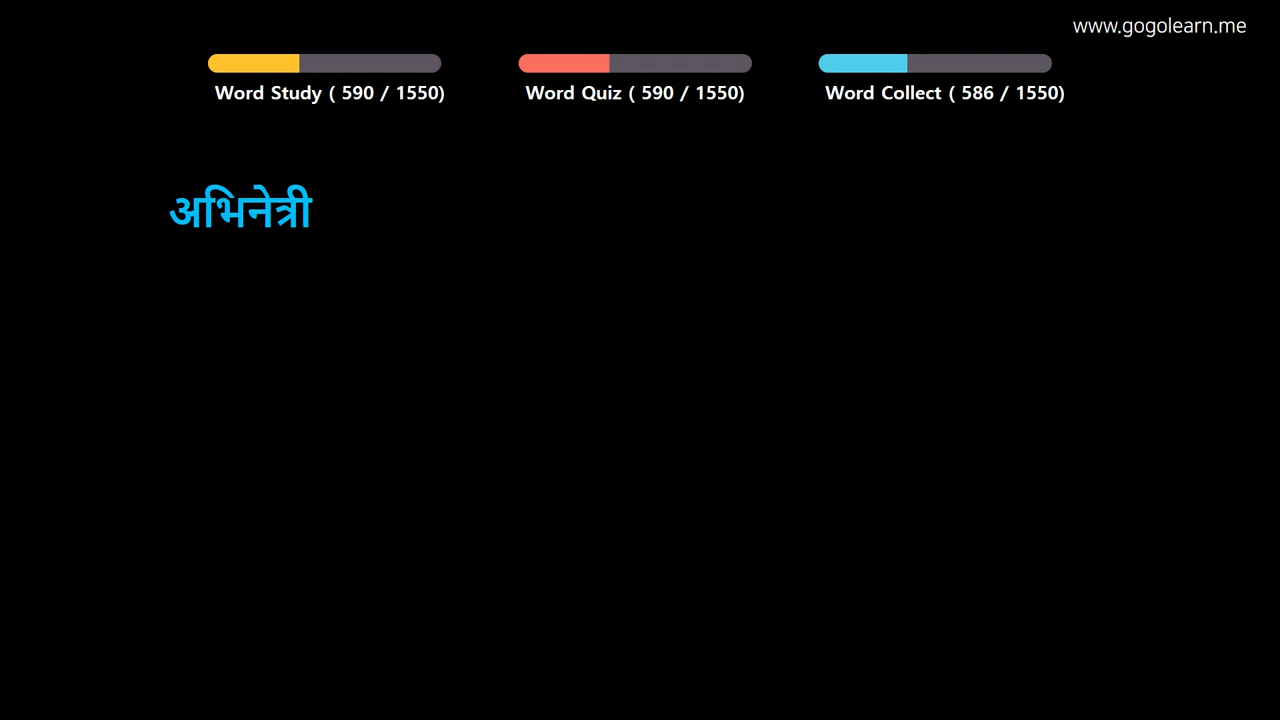 www.gogolearn.me
Word Study ( 590 / 1550)
Word Quiz ( 590 / 1550)
Word Collect ( 586 / 1550)
अभिनेत्री